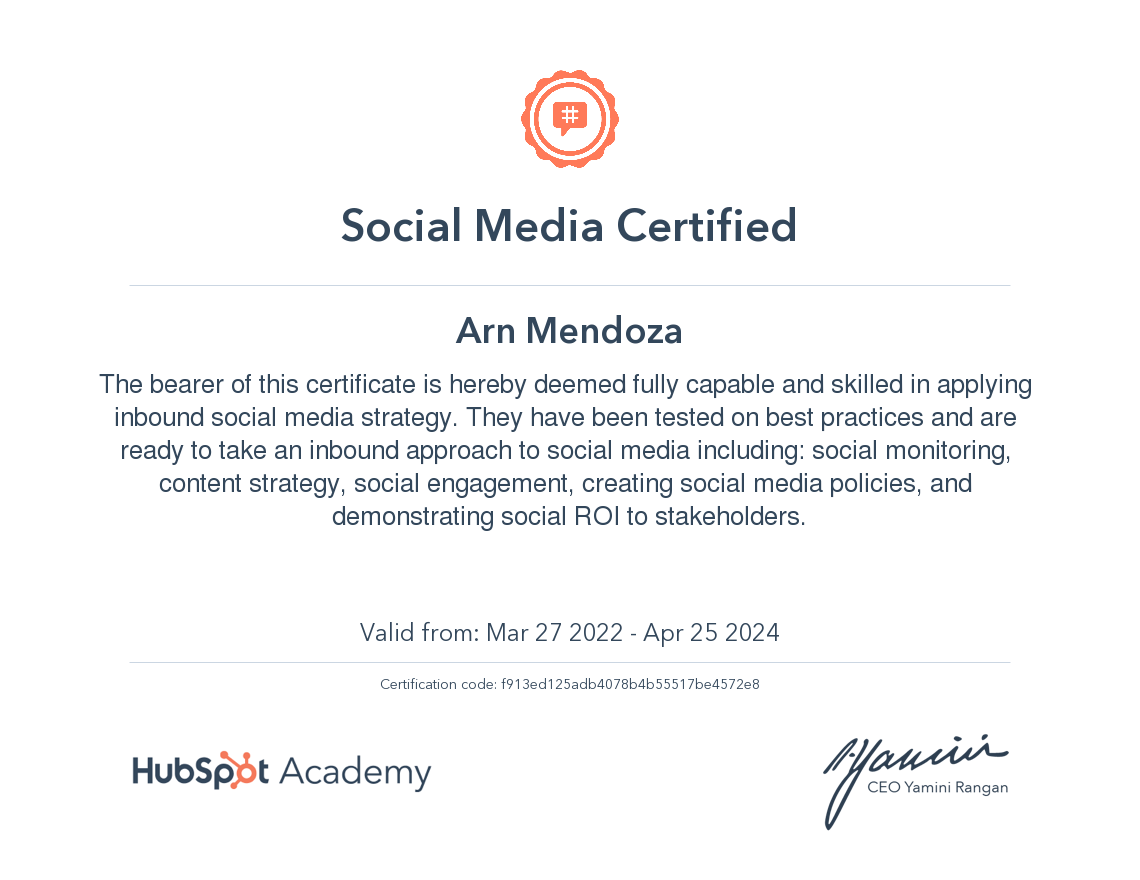 #
Social Media Certified
Arn Mendoza
The bearer of this certificate is hereby deemed fully capable and skilled in applying
inbound social media strategy. They have been tested on best practices and are
ready to take an inbound approach to social media including: social monitoring,
content strategy, social engagement, creating social media policies, and
demonstrating social ROI to stakeholders.
Valid from: Mar 27 2022 - Apr 25 2024
Certification code: f913ed125adb4078b4b55517be4572e8
HubSpot Academy
CEO Yamini Rangan